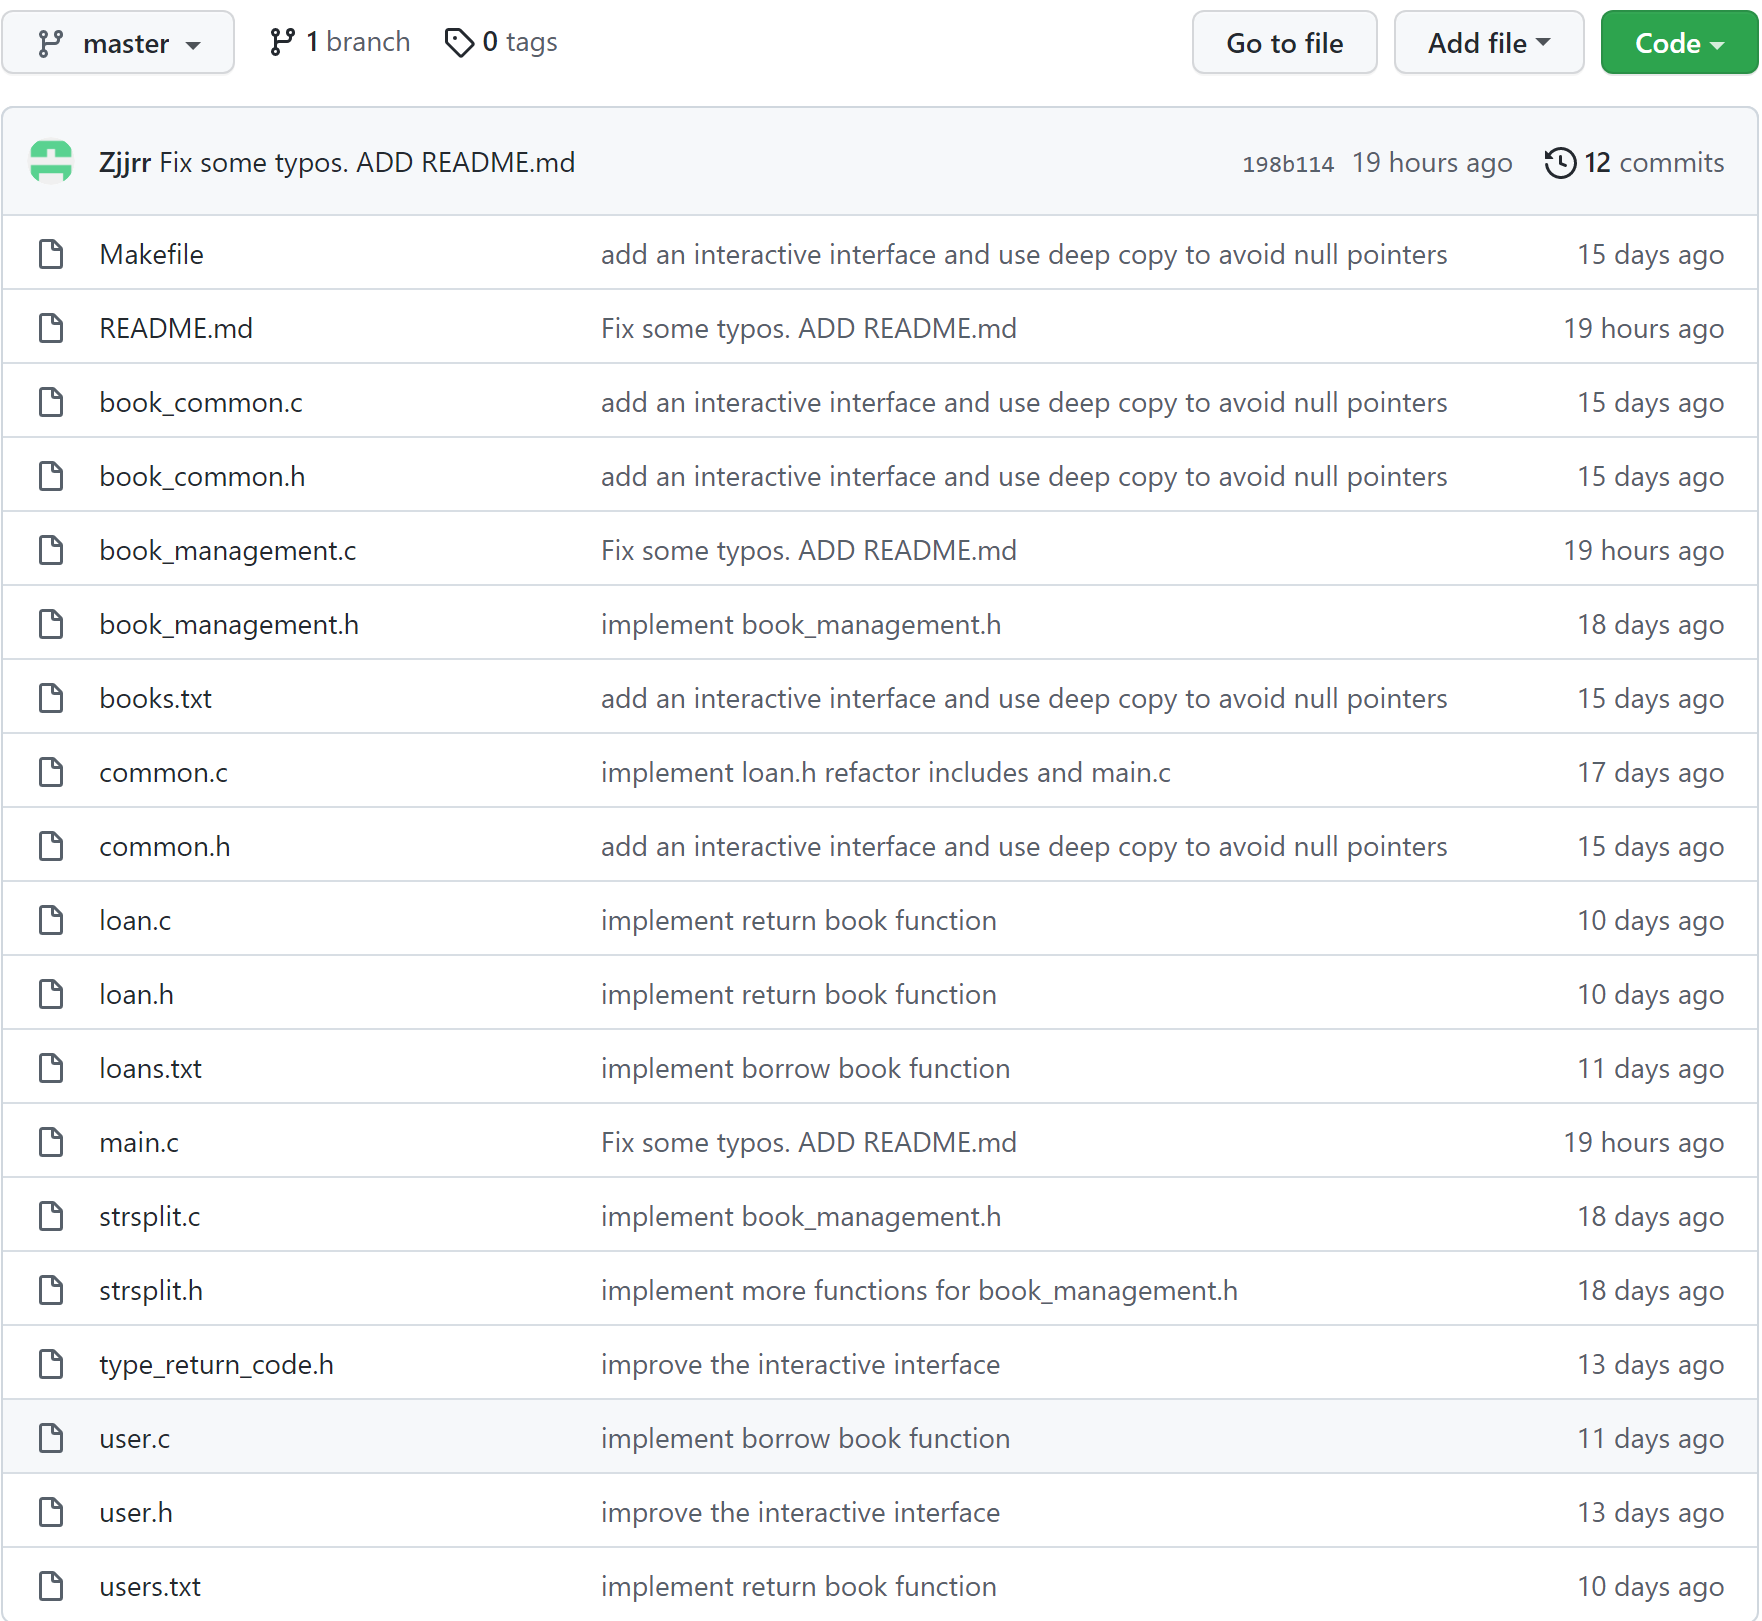 master 1 branch 0 tags Go to file Add file Code
Zjjrr Fix some typos. ADD README.md 198b114 19 hours ago 12 commits
Makefile add an interactive interface and use deep copy to avoid null pointers 15 days ago
README.md Fix some typos. ADD README.md 19 hours ago
book_common.c add an interactive interface and use deep copy to avoid null pointers 15 days ago
book_common.h add an interactive interface and use deep copy to avoid null pointers 15 days ago
book_management.c Fix some typos. ADD README.md 19 hours ago
book_management.h implement book_management.h 18 days ago
books.txt add an interactive interface and use deep copy to avoid null pointers 15 days ago
common.c implement loan.h refactor includes and main.c 17 days ago
common.h add an interactive interface and use deep copy to avoid null pointers 15 days ago
loan.c implement return book function 10 days ago
loan.h implement return book function 10 days ago
loans.txt implement borrow book function 11 days ago
main.c Fix some typos. ADD README.md 19 hours ago
strsplit.c implement book_management.h 18 days ago
strsplit.h implement more functions for book_management.h 18 days ago
type_return_code.h improve the interactive interface 13 days ago
user.c implement borrow book function 11 days ago
user.h improve the interactive interface 13 days ago
users.txt implement return book function 10 days ago